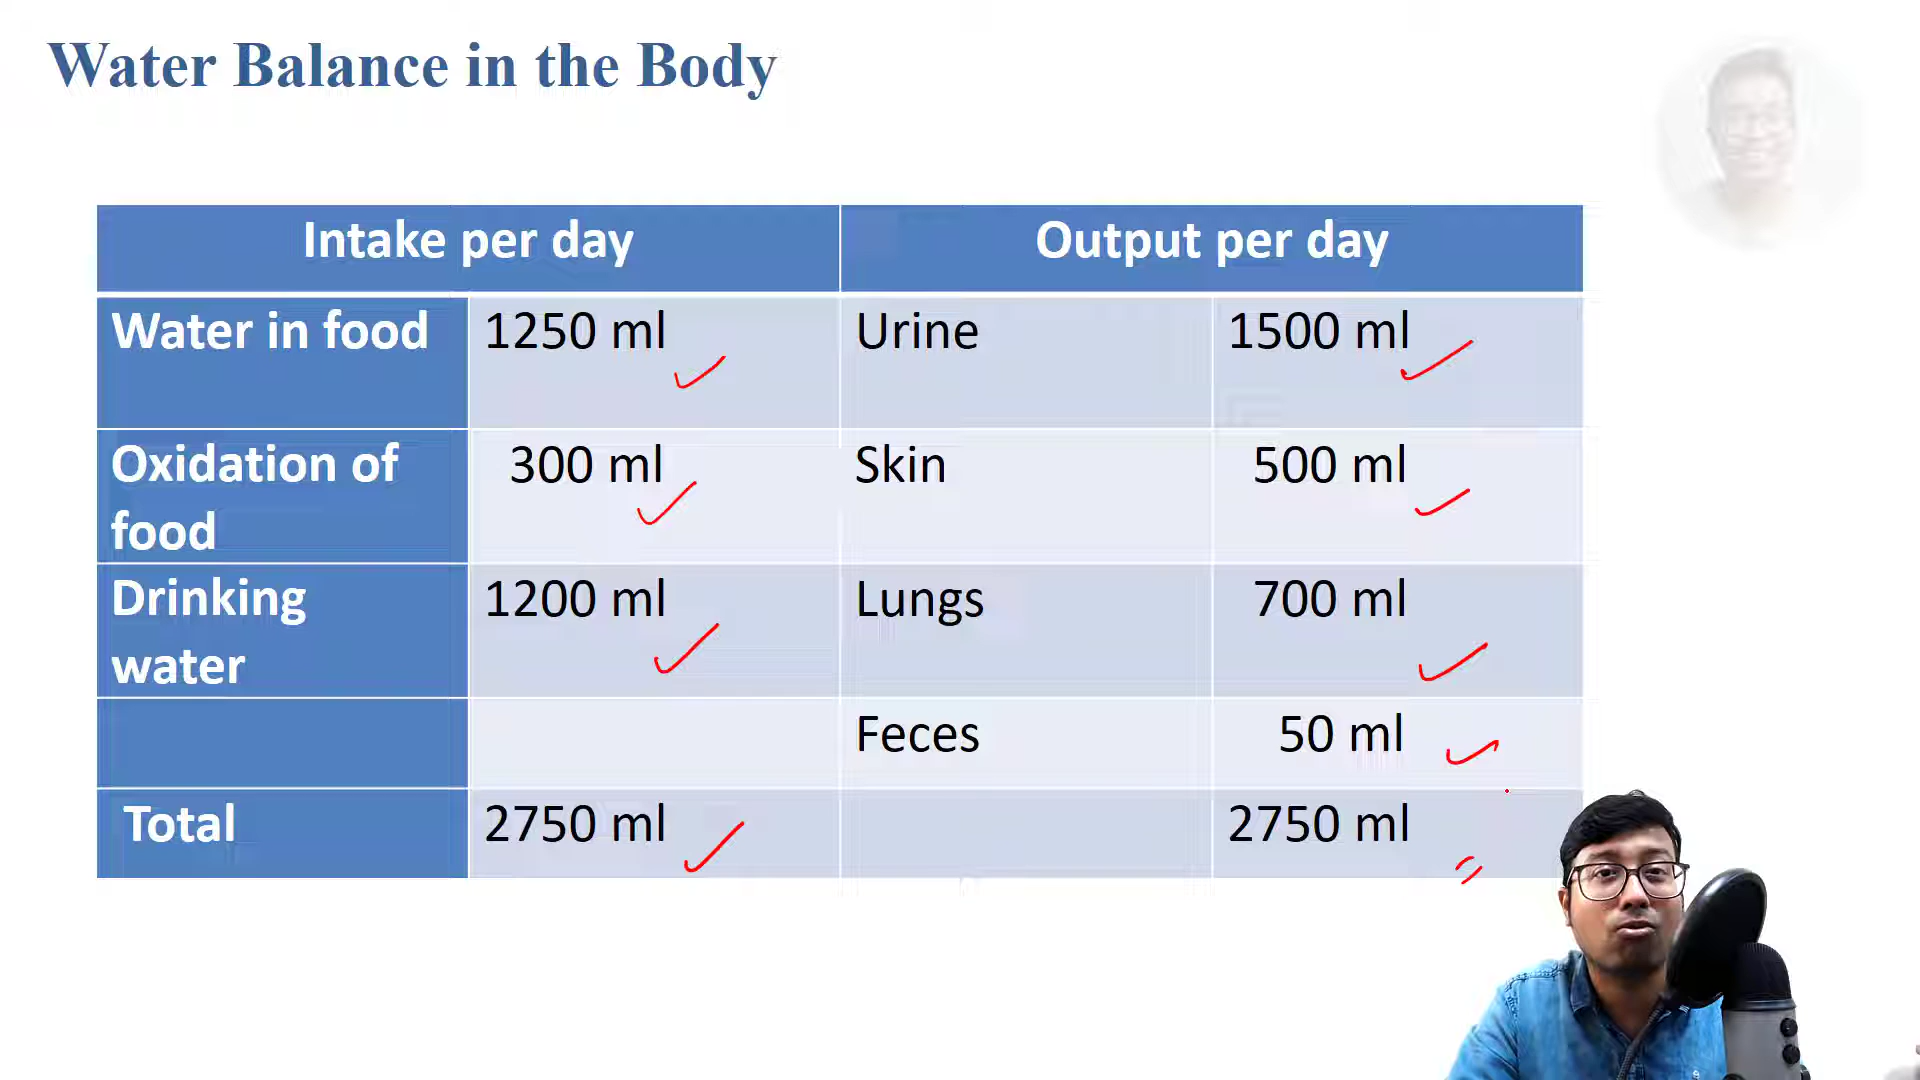 Water Balance in the Body
Intake per day Output per day
Water in food 1250 ml Urine 1500 ml
Oxidation of 300 ml Skin 500 ml
food
Drinking 1200 ml Lungs 700 ml
water
Feces 50 ml
Total 2750 ml 2750 ml